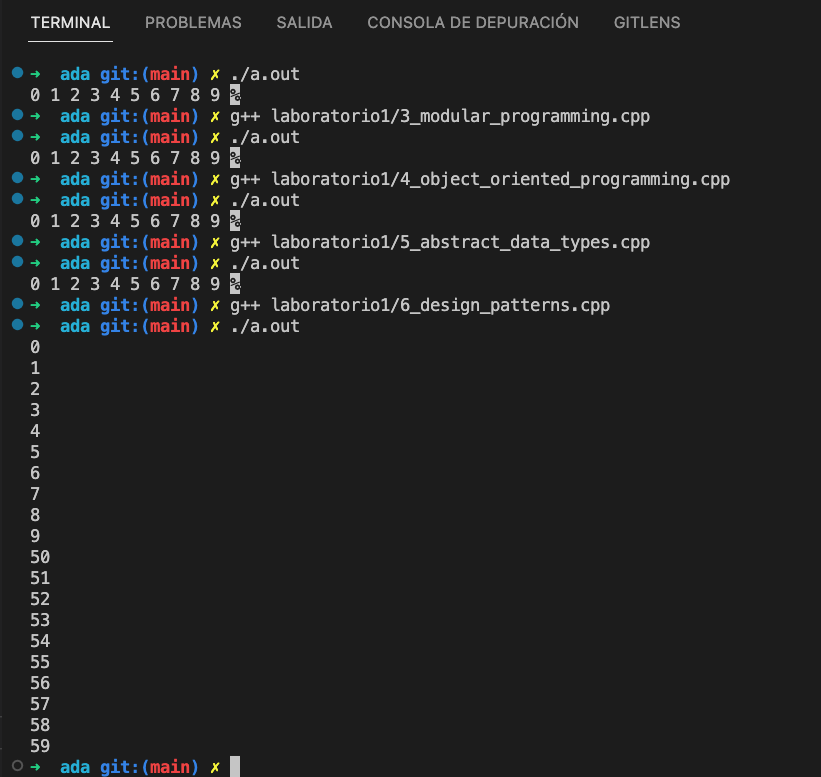 TERMINAL PROBLEMAS SALIDA CONSOLA DE DEPURACIÓN GITLENS
➜ ada git:(main) ✗ ./a.out
0 1 2 3 4 5 6 7 8 9 %
➜ ada git:(main) ✗ g++ laboratorio1/3_modular_programming.cpp
➜ ada git:(main) ✗ ./a.out
0 1 2 3 4 5 6 7 8 9 %
➜ ada git:(main) ✗ g++ laboratorio1/4_object_oriented_programming.cpp
➜ ada git:(main) ✗ ./a.out
0 1 2 3 4 5 6 7 8 9 %
➜ ada git:(main) ✗ g++ laboratorio1/5_abstract_data_types.cpp
➜ ada git:(main) ✗ ./a.out
0 1 2 3 4 5 6 7 8 9 %
➜ ada git:(main) ✗ g++ laboratorio1/6_design_patterns.cpp
➜ ada git:(main) ✗ ./a.out
0
1
2
3
4
5
6
7
8
9
50
51
52
53
54
55
56
57
58
59
➜ ada git:(main) ✗